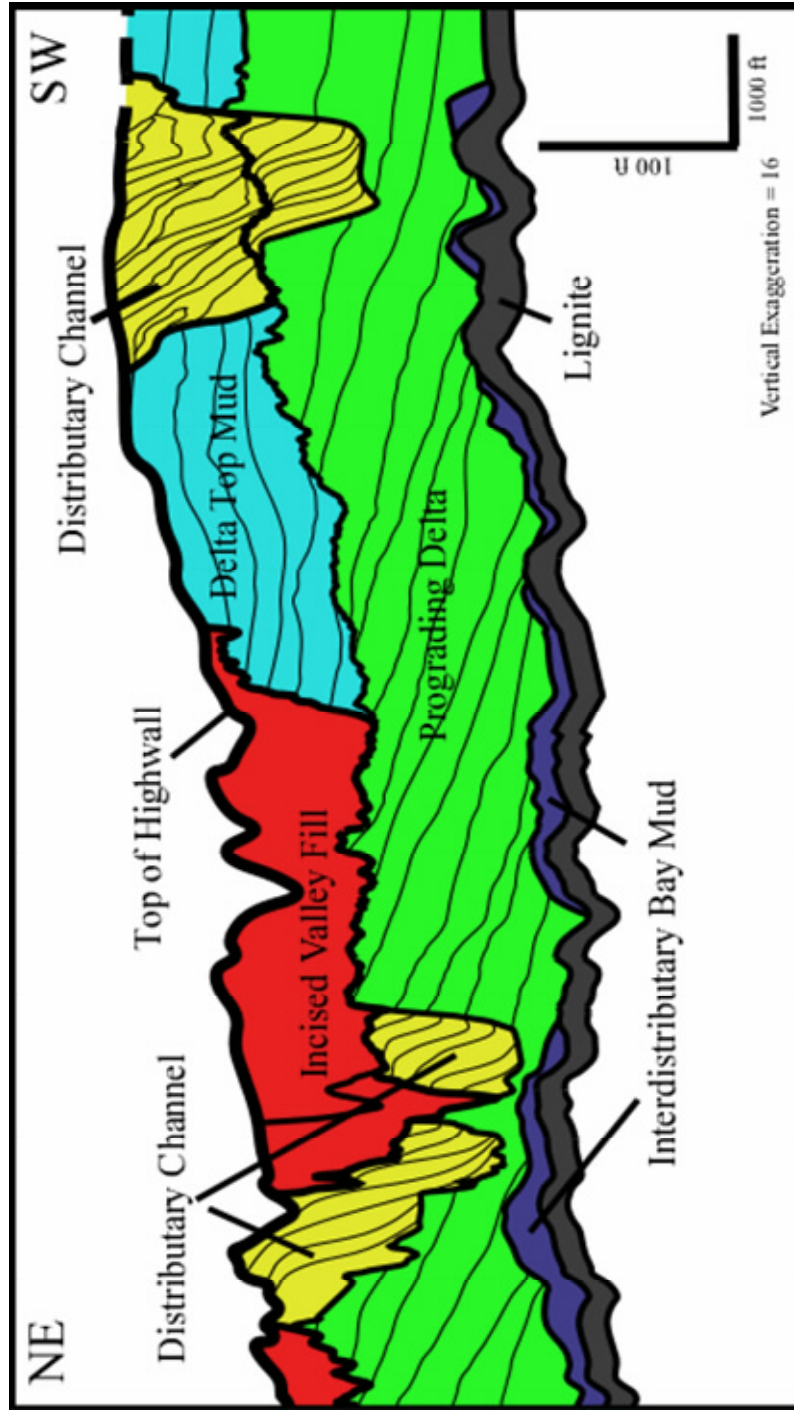 NE
SW
Distributary Channel
Top of Highwall
Distributary Channel
Incised Valley Fill
Delta Top Mud
Prograding Delta
Interdistributary Bay Mud
Lignite
100 ft
1000 ft
Vertical Exaggeration = 16